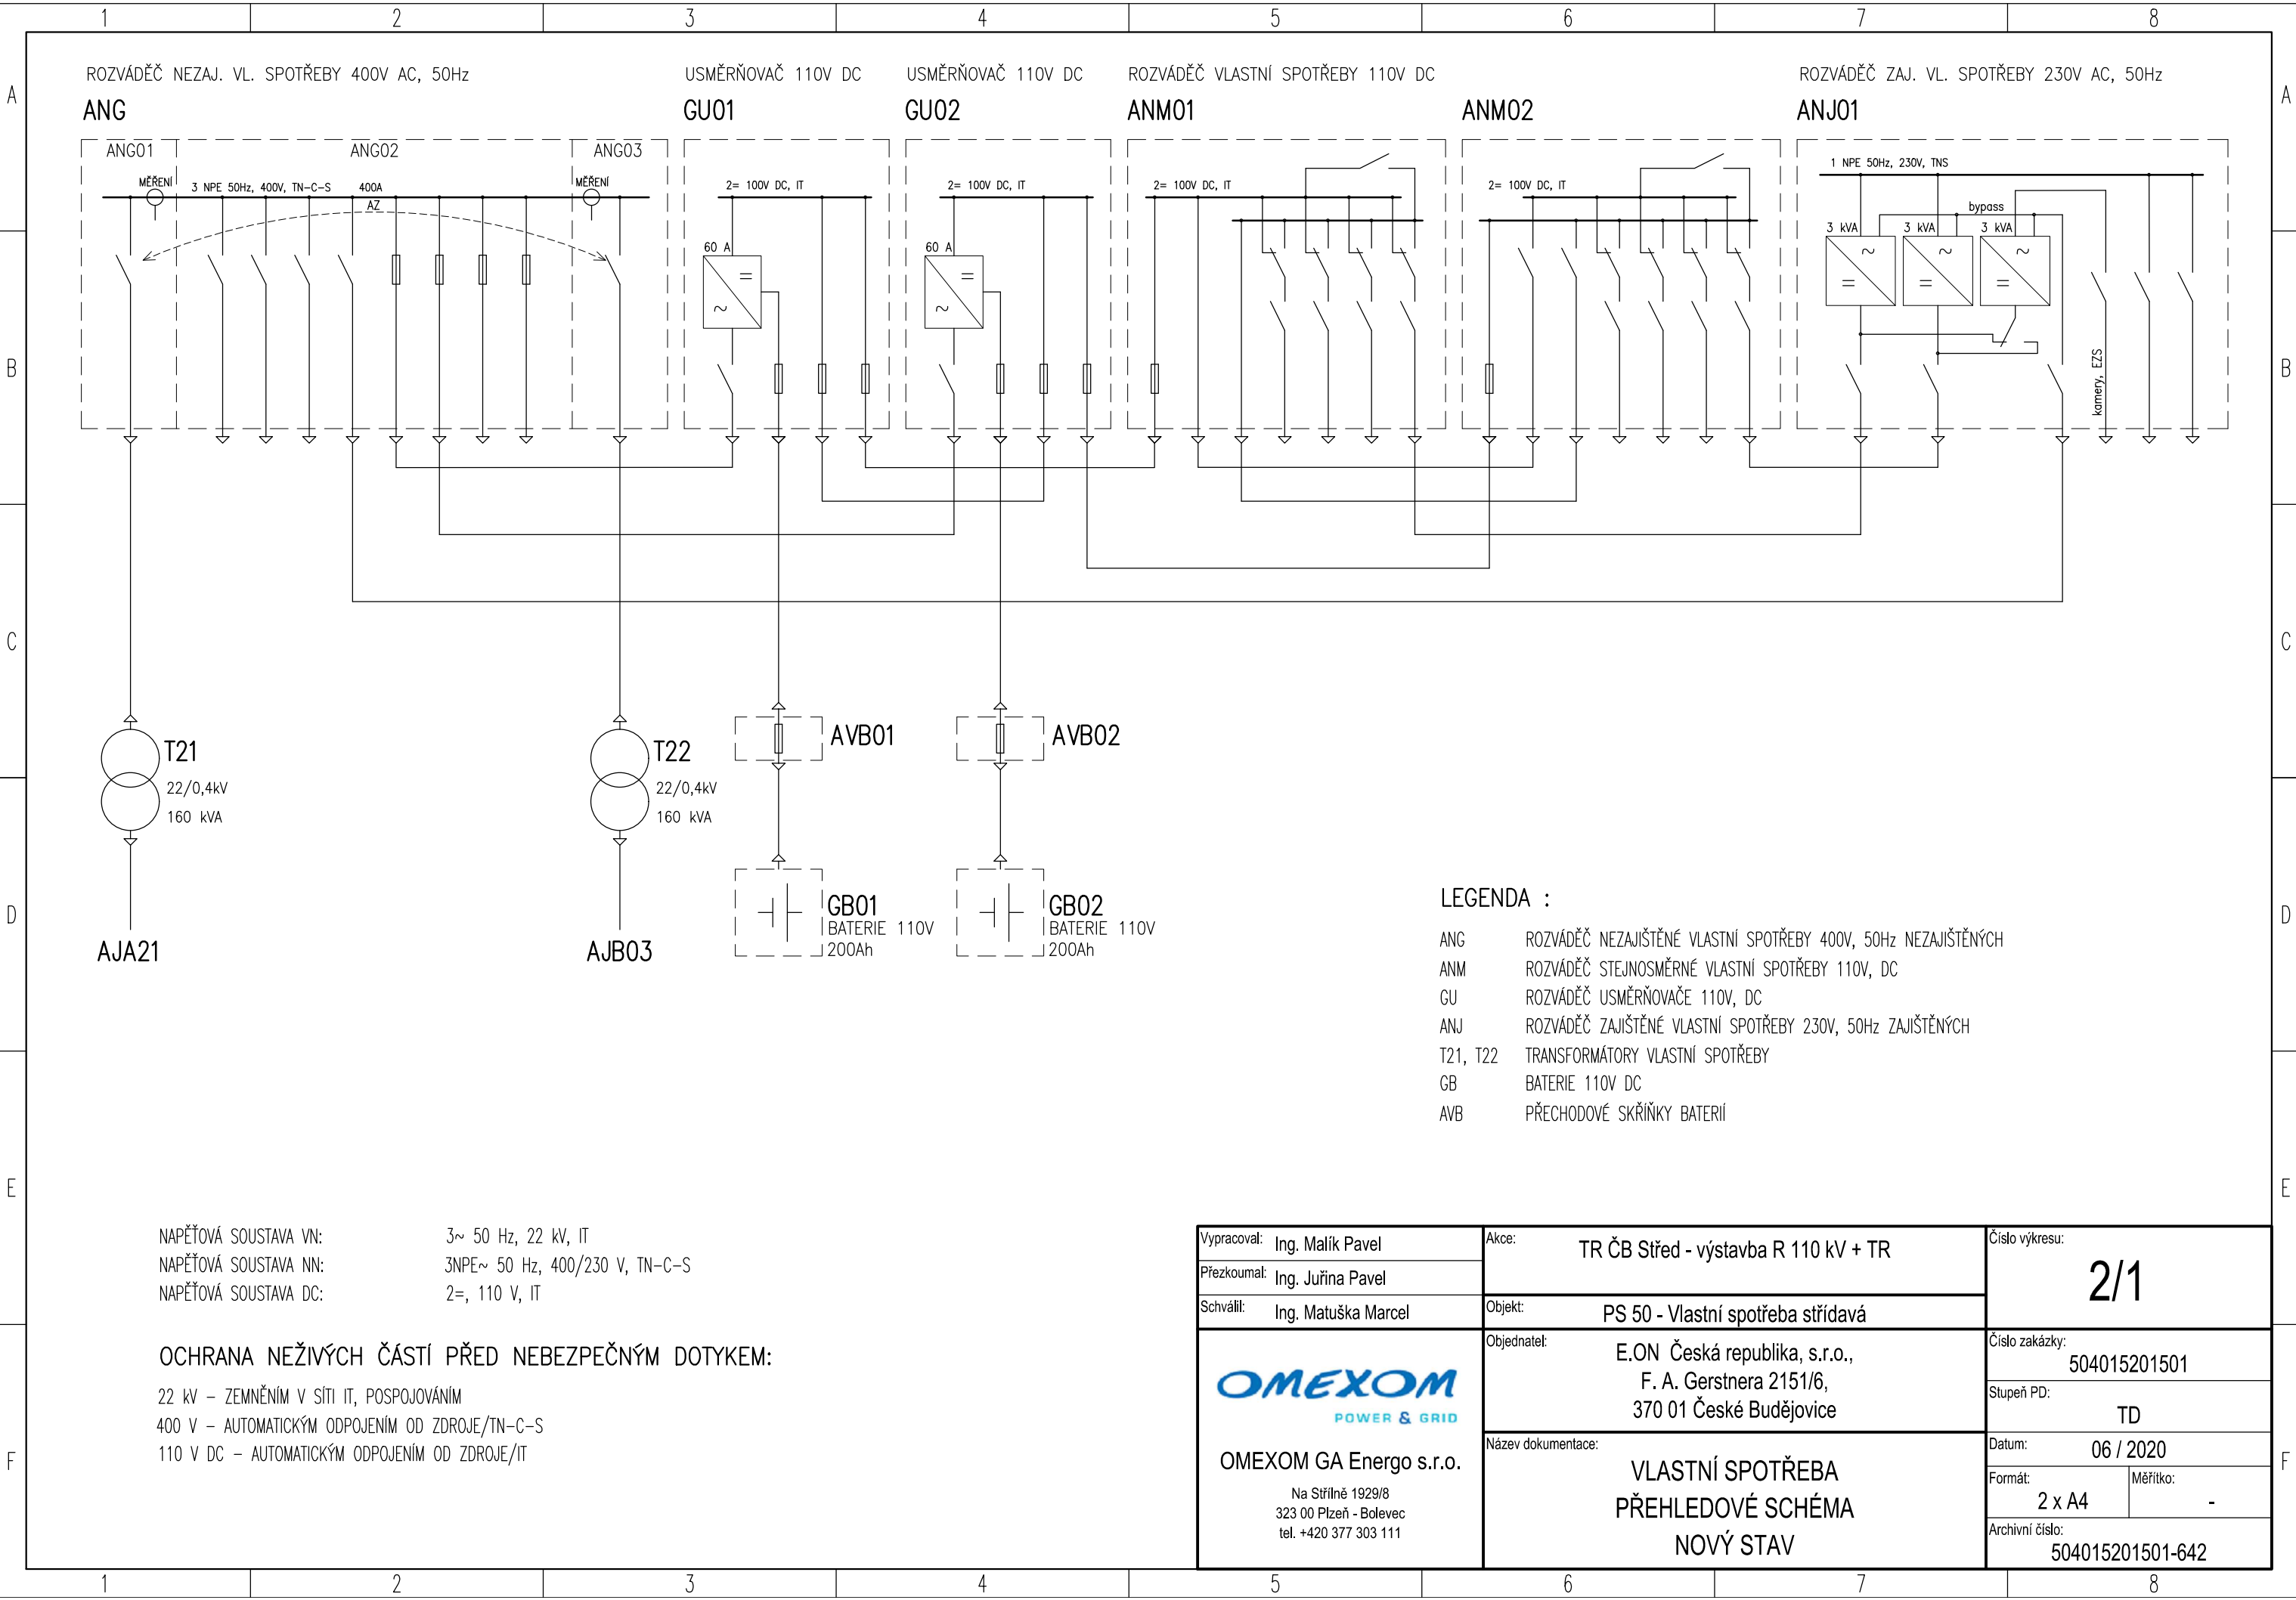 1 2 3 4 5 6 7 8
A
A
B
B
C
C
D
D
E
E
F
F
ROZVÁDĚČ NEZAJ. VL. SPOTŘEBY 400V AC, 50Hz
ANG
ANG01
ANG02
ANG03
MĚŘENÍ
3 NPE 50Hz, 400V, TN-C-S
400A
AZ
MĚŘENÍ
USMĚRŇOVAČ 110V DC
GU01
2= 100V DC, IT
60 A
USMĚRŇOVAČ 110V DC
GU02
2= 100V DC, IT
60 A
ROZVÁDĚČ VLASTNÍ SPOTŘEBY 110V DC
ANM01
2= 100V DC, IT
ANM02
2= 100V DC, IT
ROZVÁDĚČ ZAJ. VL. SPOTŘEBY 230V AC, 50Hz
ANJ01
1 NPE 50Hz, 230V, TNS
bypass
3 kVA
3 kVA
3 kVA
kamery, EZS
T21
22/0,4kV
160 kVA
AJA21
T22
22/0,4kV
160 kVA
AJB03
AVB01
AVB02
GB01
BATERIE 110V
200Ah
GB02
BATERIE 110V
200Ah
LEGENDA :
ANG ROZVÁDĚČ NEZAJIŠTĚNÉ VLASTNÍ SPOTŘEBY 400V, 50Hz NEZAJIŠTĚNÝCH
ANM ROZVÁDĚČ STEJNOSMĚRNÉ VLASTNÍ SPOTŘEBY 110V, DC
GU ROZVÁDĚČ USMĚRŇOVAČE 110V, DC
ANJ ROZVÁDĚČ ZAJIŠTĚNÉ VLASTNÍ SPOTŘEBY 230V, 50Hz ZAJIŠTĚNÝCH
T21, T22 TRANSFORMÁTORY VLASTNÍ SPOTŘEBY
GB BATERIE 110V DC
AVB PŘECHODOVÉ SKŘÍŇKY BATERIÍ
NAPĚŤOVÁ SOUSTAVA VN: 3~ 50 Hz, 22 kV, IT
NAPĚŤOVÁ SOUSTAVA NN: 3NPE~ 50 Hz, 400/230 V, TN-C-S
NAPĚŤOVÁ SOUSTAVA DC: 2=, 110 V, IT
OCHRANA NEŽIVÝCH ČÁSTÍ PŘED NEBEZPEČNÝM DOTYKEM:
22 kV – ZEMNĚNÍM V SÍTI IT, POSPOJOVÁNÍM
400 V – AUTOMATICKÝM ODPOJENÍM OD ZDROJE/TN-C-S
110 V DC – AUTOMATICKÝM ODPOJENÍM OD ZDROJE/IT
Vypracoval: Ing. Malík Pavel
Přezkoumal: Ing. Juřina Pavel
Schválil: Ing. Matuška Marcel
Akce: TR ČB Střed - výstavba R 110 kV + TR
Objekt: PS 50 - Vlastní spotřeba střídavá
Číslo výkresu:
2/1
OMEXOM
POWER & GRID
OMEXOM GA Energo s.r.o.
Na Střílně 1929/8
323 00 Plzeň - Bolevec
tel. +420 377 303 111
Objednatel:
E.ON Česká republika, s.r.o.,
F. A. Gerstnera 2151/6,
370 01 České Budějovice
Název dokumentace:
VLASTNÍ SPOTŘEBA
PŘEHLEDOVÉ SCHÉMA
NOVÝ STAV
Číslo zakázky:
504015201501
Stupeň PD:
TD
Datum: 06 / 2020
Formát: 2 x A4
Měřítko: -
Archivní číslo:
504015201501-642
1 2 3 4 5 6 7 8